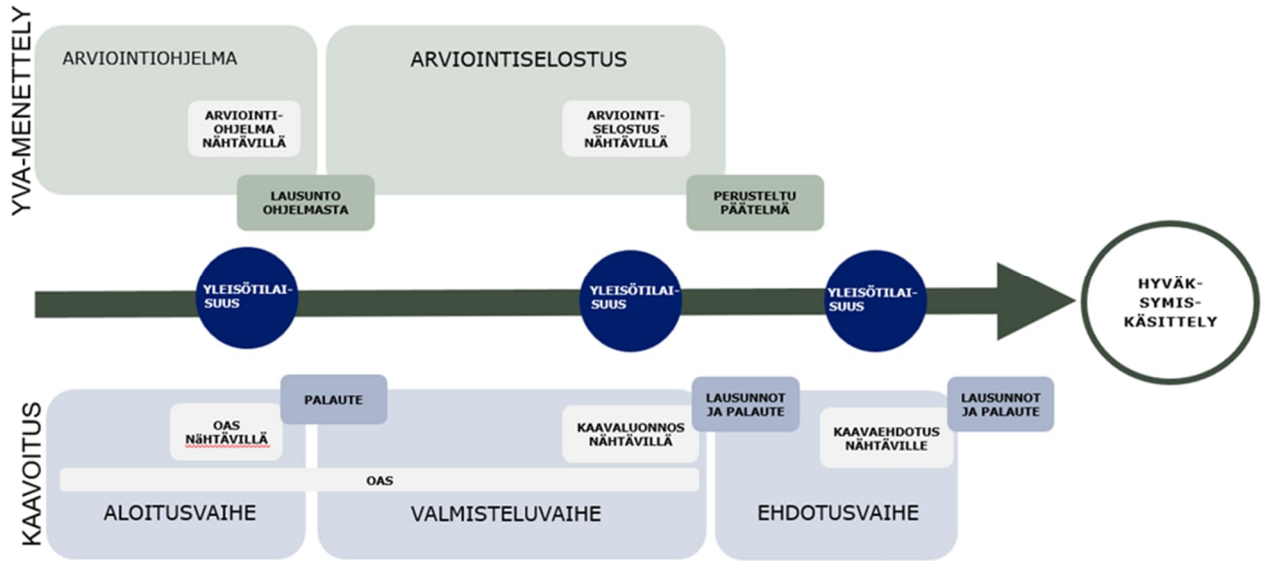 YVA-MENETTELY
ARVIOINTIOHJELMA
ARVIOINTI-
OHJELMA
NÄHTÄVILLÄ
LAUSUNTO
OHJELMASTA
ARVIOINTISELOSTUS
ARVIOINTI-
SELOSTUS
NÄHTÄVILLÄ
PERUSTELTU
PÄÄTELMÄ
YLEISÖTILAI-
SUUS
YLEISÖTILAI-
SUUS
YLEISÖTILAI-
SUUS
HYVÄK-
SYMIS-
KÄSITTELY
KAAVOITUS
OAS
NäHTÄVILLÄ
PALAUTE
KAAVALUONNOS
NÄHTÄVILLÄ
LAUSUNNOT
JA PALAUTE
KAAVAEHDOTUS
NÄHTÄVILLE
LAUSUNNOT
JA PALAUTE
OAS
ALOITUSVAIHE
VALMISTELUVAIHE
EHDOTUSVAIHE